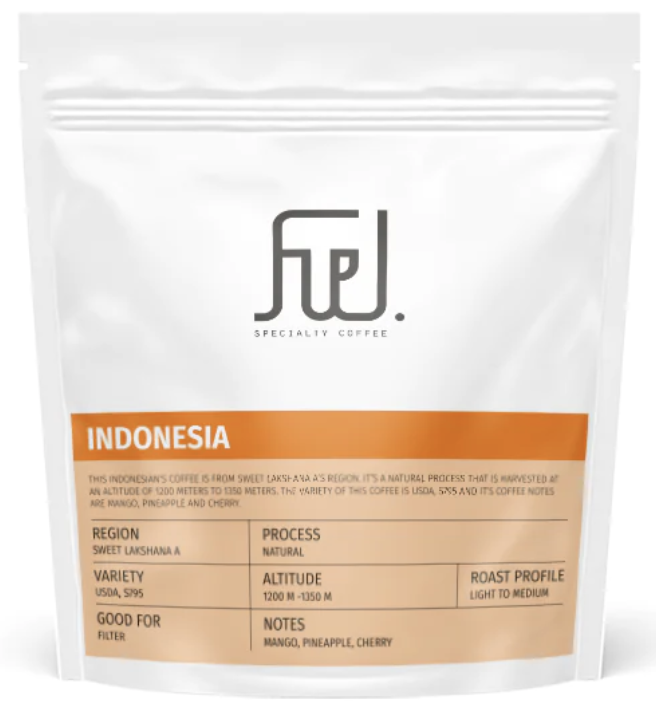 fuel.
SPECIALTY COFFEE
INDONESIA
THIS INDONESIAN'S COFFEE IS FROM SWEET LAKSHANA A'S REGION. IT'S A NATURAL PROCESS THAT IS HARVESTED AT
AN ALTITUDE OF 1200 METERS TO 1350 METERS. THE VARIETY OF THIS COFFEE IS USDA, S795 AND IT'S COFFEE NOTES
ARE MANGO, PINEAPPLE AND CHERRY.
REGION
SWEET LAKSHANA A
PROCESS
NATURAL
VARIETY
USDA, S795
ALTITUDE
1200 M -1350 M
ROAST PROFILE
LIGHT TO MEDIUM
GOOD FOR
FILTER
NOTES
MANGO, PINEAPPLE, CHERRY